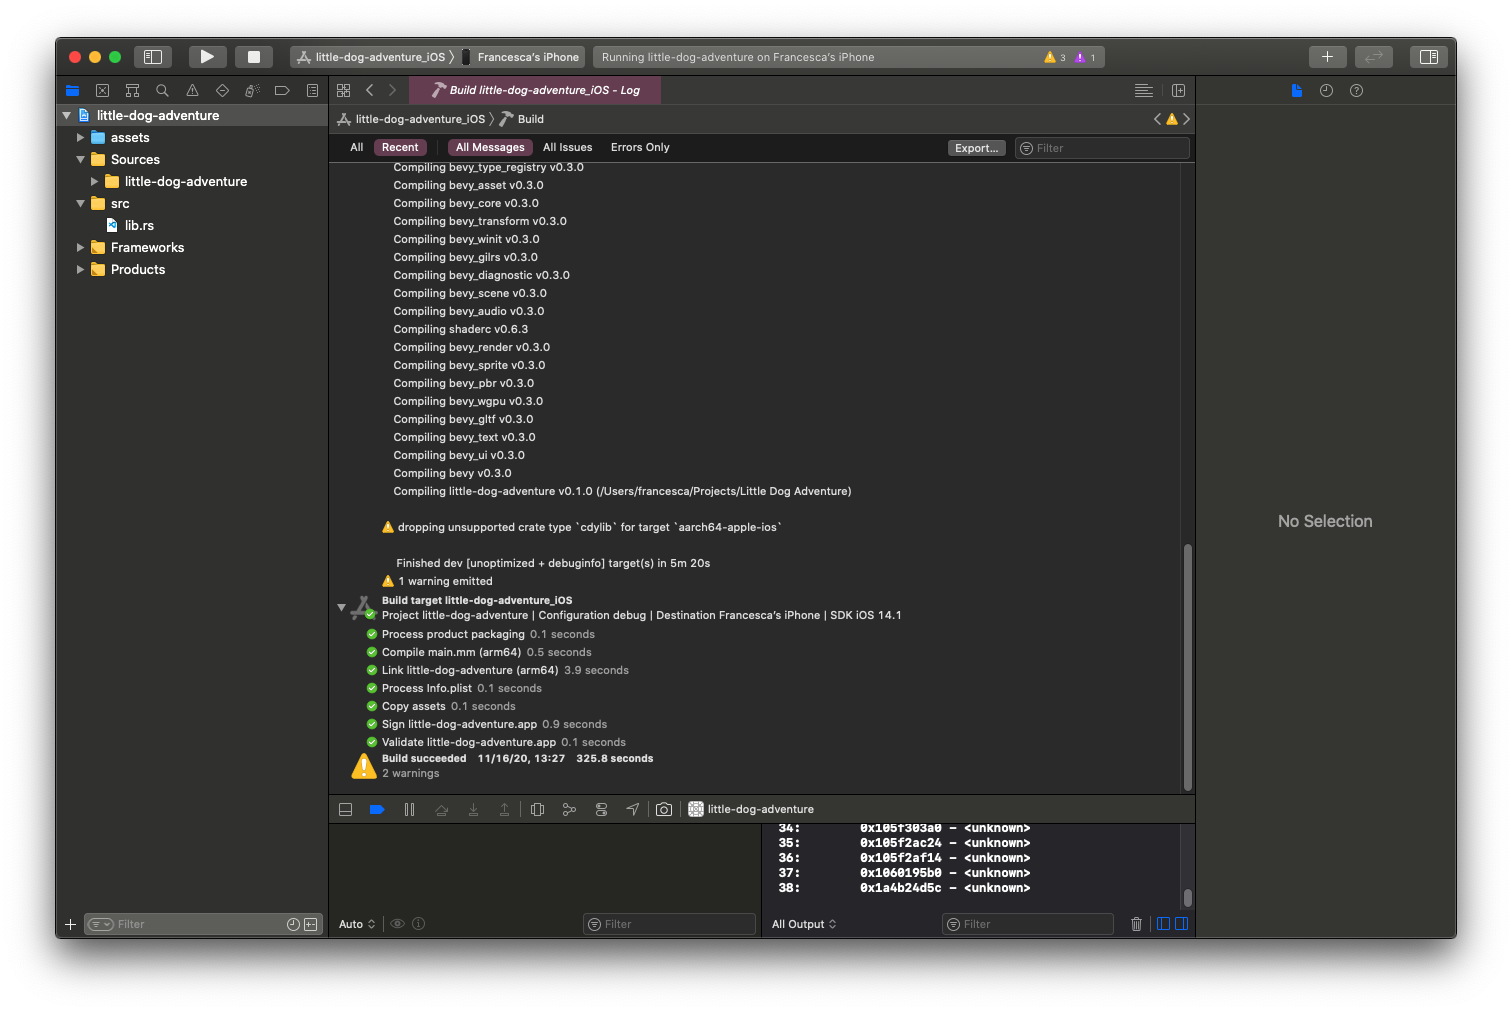 little-dog-adventure_iOS 〉 Francesca's iPhone
Running little-dog-adventure on Francesca's iPhone
3
1
Build little-dog-adventure_iOS - Log
little-dog-adventure
assets
Sources
little-dog-adventure
src
lib.rs
Frameworks
Products
Filter
little-dog-adventure_iOS 〉 Build
All Recent All Messages All Issues Errors Only Export... Filter
Compiling bevy_type_registry v0.3.0
Compiling bevy_asset v0.3.0
Compiling bevy_core v0.3.0
Compiling bevy_transform v0.3.0
Compiling bevy_winit v0.3.0
Compiling bevy_gilrs v0.3.0
Compiling bevy_diagnostic v0.3.0
Compiling bevy_scene v0.3.0
Compiling bevy_audio v0.3.0
Compiling shaderc v0.6.3
Compiling bevy_render v0.3.0
Compiling bevy_sprite v0.3.0
Compiling bevy_pbr v0.3.0
Compiling bevy_wgpu v0.3.0
Compiling bevy_gltf v0.3.0
Compiling bevy_text v0.3.0
Compiling bevy_ui v0.3.0
Compiling bevy v0.3.0
Compiling little-dog-adventure v0.1.0 (/Users/francesca/Projects/Little Dog Adventure)
dropping unsupported crate type `cdylib` for target `aarch64-apple-ios`
Finished dev [unoptimized + debuginfo] target(s) in 5m 20s
1 warning emitted
Build target little-dog-adventure_iOS
Project little-dog-adventure | Configuration debug | Destination Francesca's iPhone | SDK iOS 14.1
Process product packaging 0.1 seconds
Compile main.mm (arm64) 0.5 seconds
Link little-dog-adventure (arm64) 3.9 seconds
Process Info.plist 0.1 seconds
Copy assets 0.1 seconds
Sign little-dog-adventure.app 0.9 seconds
Validate little-dog-adventure.app 0.1 seconds
Build succeeded 11/16/20, 13:27 325.8 seconds
2 warnings
little-dog-adventure
34: 0x105f303a0 - <unknown>
35: 0x105f2ac24 - <unknown>
36: 0x105f2af14 - <unknown>
37: 0x1060195b0 - <unknown>
38: 0x1a4b24d5c - <unknown>
Auto Filter
All Output Filter
No Selection